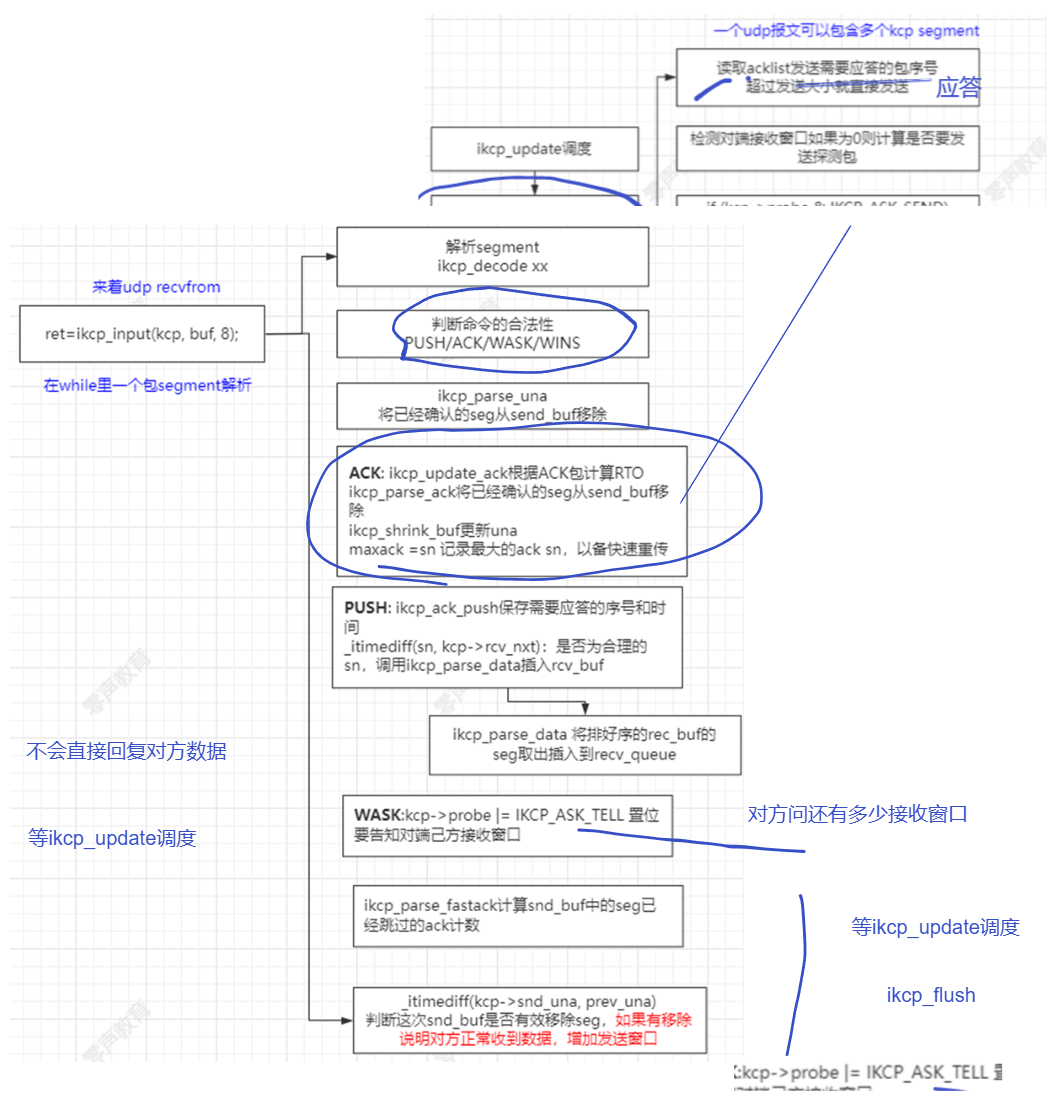 一个udp报文可以包含多个kcp segment
读取acklist发送需要应答的包序号
超过发送大小就直接发送
应答
ikcp_update调度
检测对端接收窗口如果为0则计算是否要发
送探测包
零声教育
零声教育
解析segment
ikcp_decode xx
来着udp recvfrom
ret=ikcp_input(kcp, buf, 8);
在while里一个包segment解析
判断命令的合法性
PUSH/ACK/WASK/WINS
ikcp_parse_una
将已经确认的seg从send_buf移除
ACK: ikcp_update_ack根据ACK包计算RTO
ikcp_parse_ack将已经确认的seg从send_buf移
除
ikcp_shrink_buf更新una
maxack =sn 记录最大的ack sn，以备快速重传
PUSH: ikcp_ack_push保存需要应答的序号和时
间
_itimediff(sn, kcp->rcv_nxt)：是否为合理的
sn，调用ikcp_parse_data插入rcv_buf
零声教育
ikcp_parse_data 将排好序的rec_buf的
seg取出插入到recv_queue
不会直接回复对方数据
WASK:kcp->probe |= IKCP_ASK_TELL 置位
要告知对端己方接收窗口
对方问还有多少接收窗口
等ikcp_update调度
ikcp_parse_fastack计算snd_buf中的seg已
经跳过的ack计数
等ikcp_update调度
ikcp_flush
_itimediff(kcp->snd_una, prev_una)
判断这次snd_buf是否有效移除seg，如果有移除
说明对方正常收到数据，增加发送窗口
零声教育
零声教育
:kcp->probe |= IKCP_ASK_TELL 置